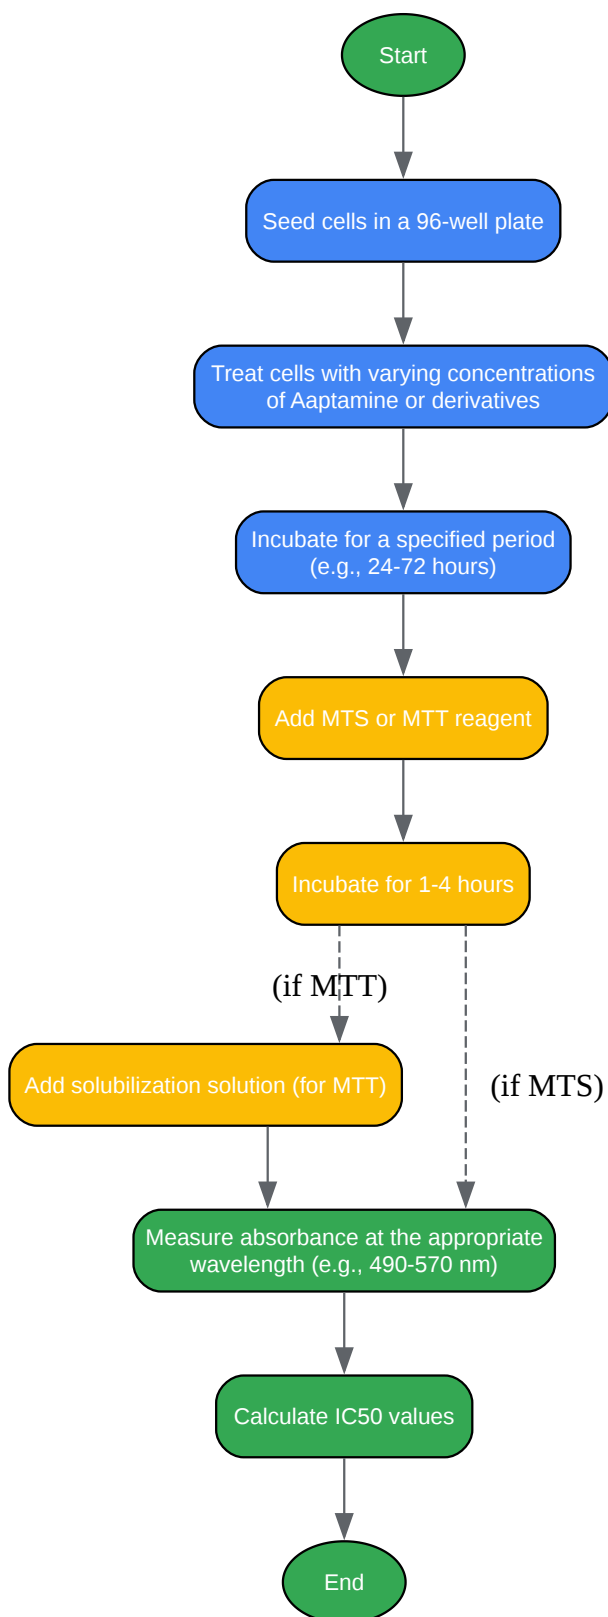 Start
Seed cells in a 96-well plate
Treat cells with varying concentrations
of Aaptamine or derivatives
Incubate for a specified period
(e.g., 24-72 hours)
Add MTS or MTT reagent
Incubate for 1-4 hours
(if MTT)
Add solubilization solution (for MTT)
(if MTS)
Measure absorbance at the appropriate
wavelength (e.g., 490-570 nm)
Calculate IC50 values
End